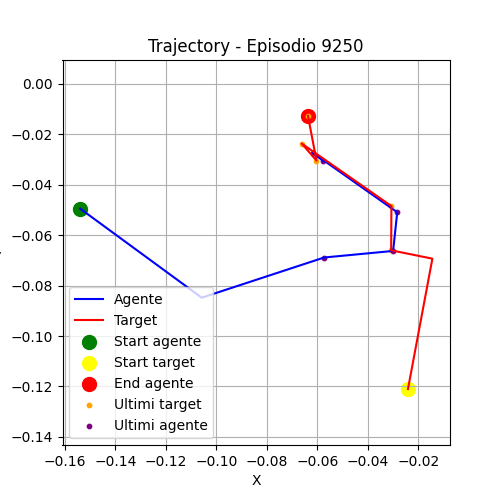 Trajectory - Episodio 9250
0.00
−0.02
−0.04
−0.06
−0.08
−0.10
−0.12
−0.14
Agente
Target
Start agente
Start target
End agente
Ultimi target
Ultimi agente
−0.16 −0.14 −0.12 −0.10 −0.08 −0.06 −0.04 −0.02
X